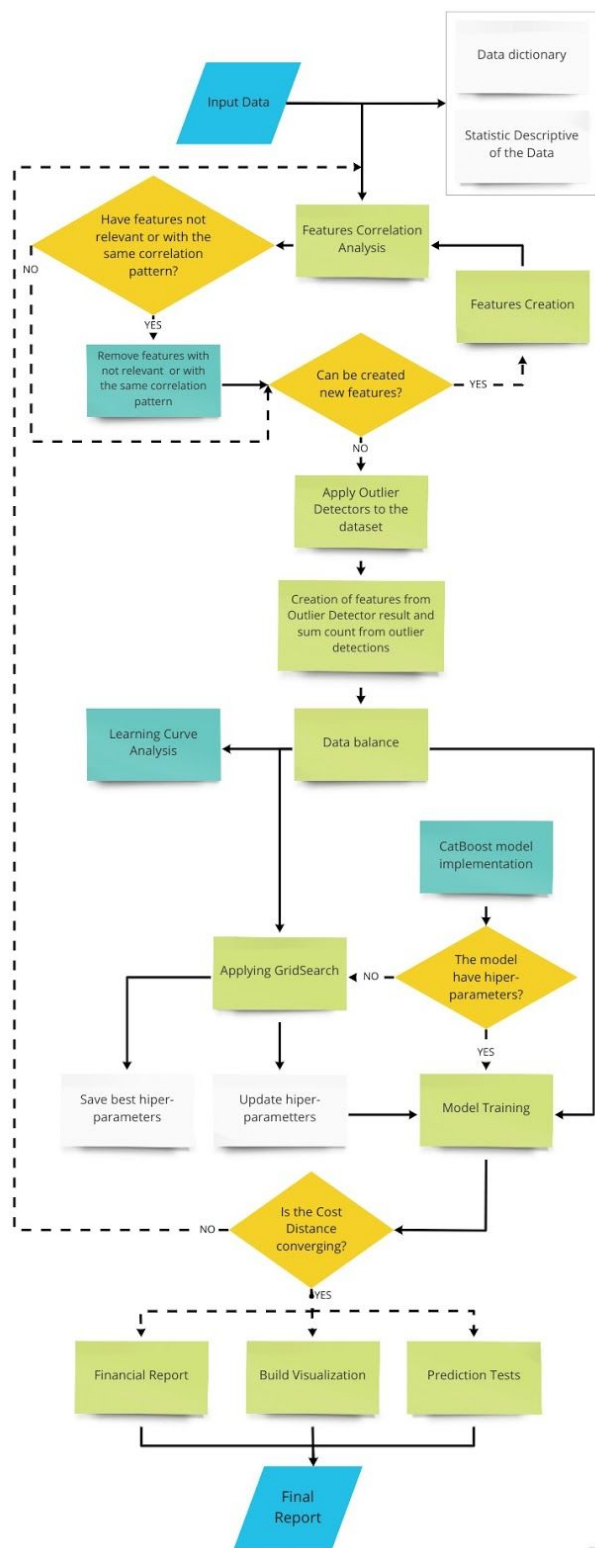 Data dictionary
Input Data
Statistic Descriptive
of the Data
Have features not
relevant or with the
same correlation
pattern?
Features Correlation
Analysis
NO
Features Creation
YES
Remove features with
not relevant or with
the same correlation
pattern
Can be created
new features?
YES
NO
Apply Outlier
Detectors to the
dataset
Creation of features from
Outlier Detector result and
sum count from outlier
detections
Learning Curve
Analysis
Data balance
CatBoost model
implementation
Applying GridSearch
NO
The model
have hiper-
parameters?
YES
Save best hiper-
parameters
Update hiper-
parametters
Model Training
Is the Cost
Distance
converging?
NO
YES
Financial Report
Build Visualization
Prediction Tests
Final
Report